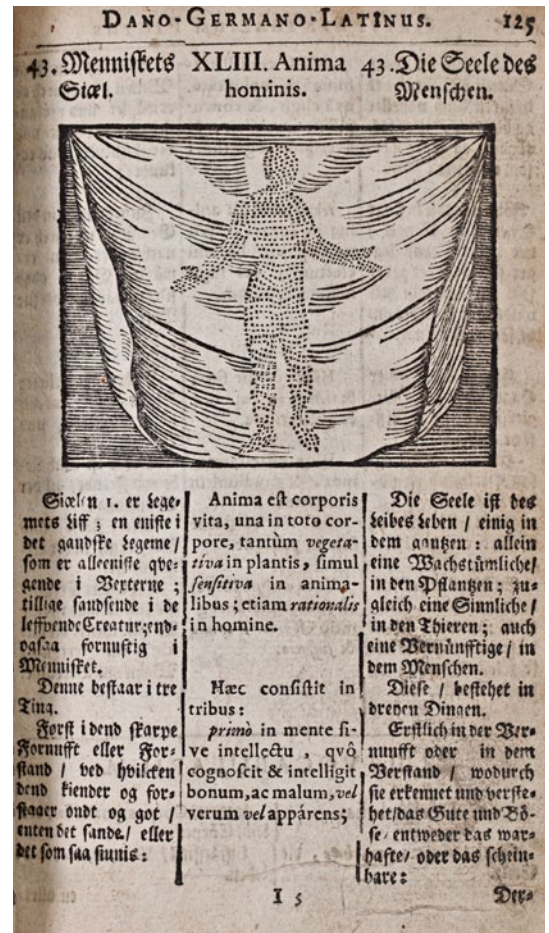 DANO-GERMANO-LATINUS. 125
43. Menniskets
Siæl.
XLIII. Anima
hominis.
43. Die Seele des
Menschen.
Siæl n 1. er Lege-
mets Liff ; en eniste i
det gandske Legeme /
som er alleeniste qve-
gende i Vexterne ;
tillige sandsende i de
leffvende Creatur; end-
ogsaa fornuftig i
Mennisket.
Denne bestaar i tre
Ting.
Først i dend skarpe
Fornufft eller For-
stand / ved hvilcken
dend kiender og for-
staaer ondt og got /
enten det sande / eller
det som saa siunis :
Anima est corporis
vita, una in toto cor-
pore, tantùm vegeta-
tiva in plantis, simul
sensitiva in anima-
libus ; etiam rationalis
in homine.
Hæc consistit in
tribus :
primò in mente si-
ve intellectu , quô
cognoscit & intelligit
bonum, ac malum, vel
verum vel appárens;
Die Seele ist des
Leibes Leben / einig in
dem gantzen : allein
eine Wachstümliche /
in den Pflantzen ; zu-
gleich eine Sinnliche /
in den Thieren ; auch
eine Vernünfftige / in
dem Menschen.
Diese / bestehet in
dreyen Dingen.
Erstlich in der Ver-
nunfft oder in dem
Verstand / wodurch
sie erkennet und verste-
het / das Gute und Bö-
se / entweder das war-
hafte / oder das schein-
bare :
I 5
Der-